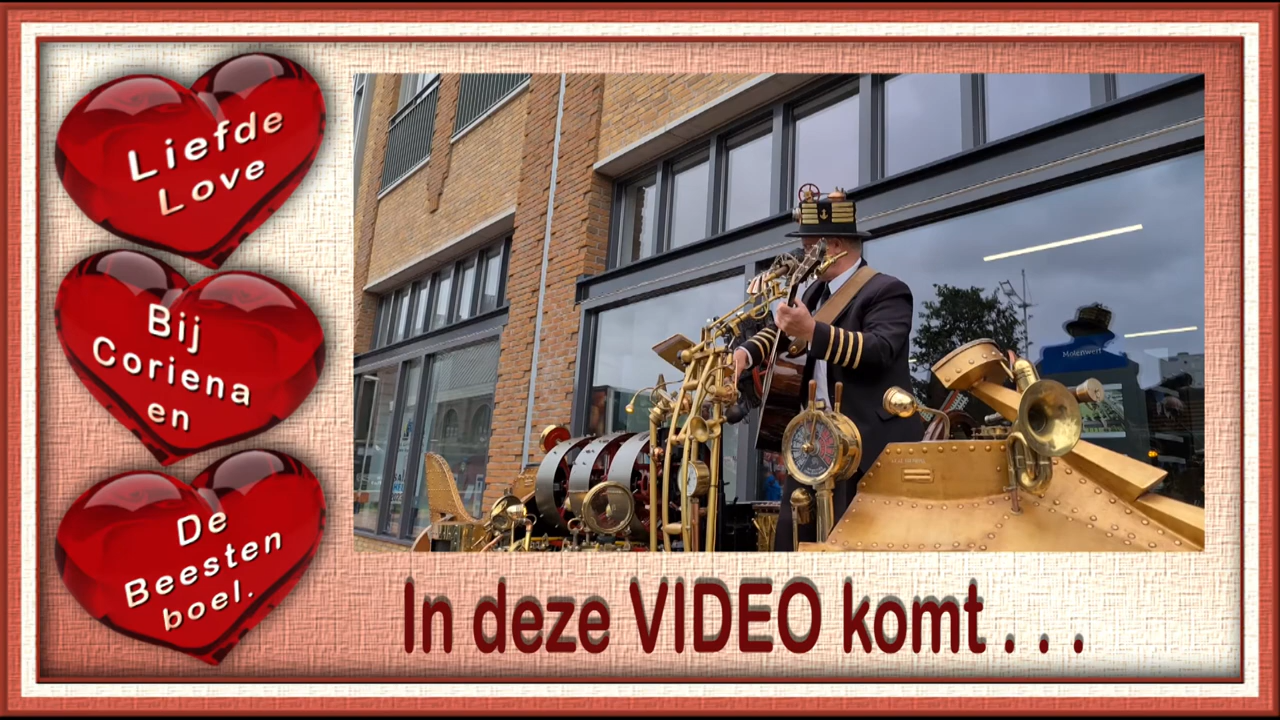 Liefde
Love
Bij
Coriena
en
De
Beesten
boel.
Molenwerf
In deze VIDEO komt . . .